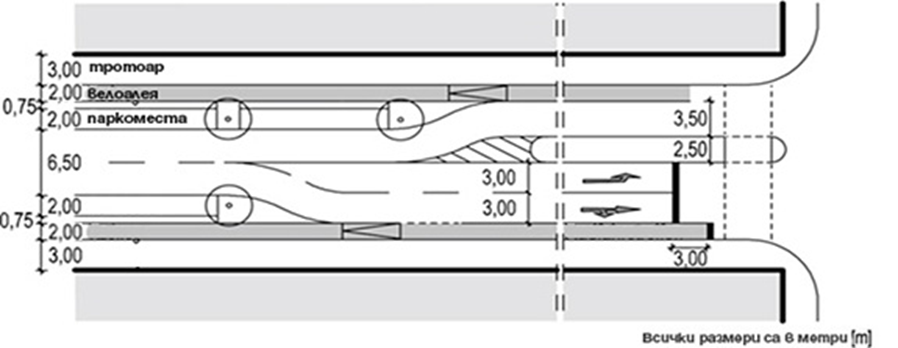 3,00 тротоар
2,00 велоалея
0,75
2,00 паркоместа
3,50
6,50
2,50
3,00
3,00
2,00
0,75
2,00
3,00
3,00
Всички размери са в метри [m]